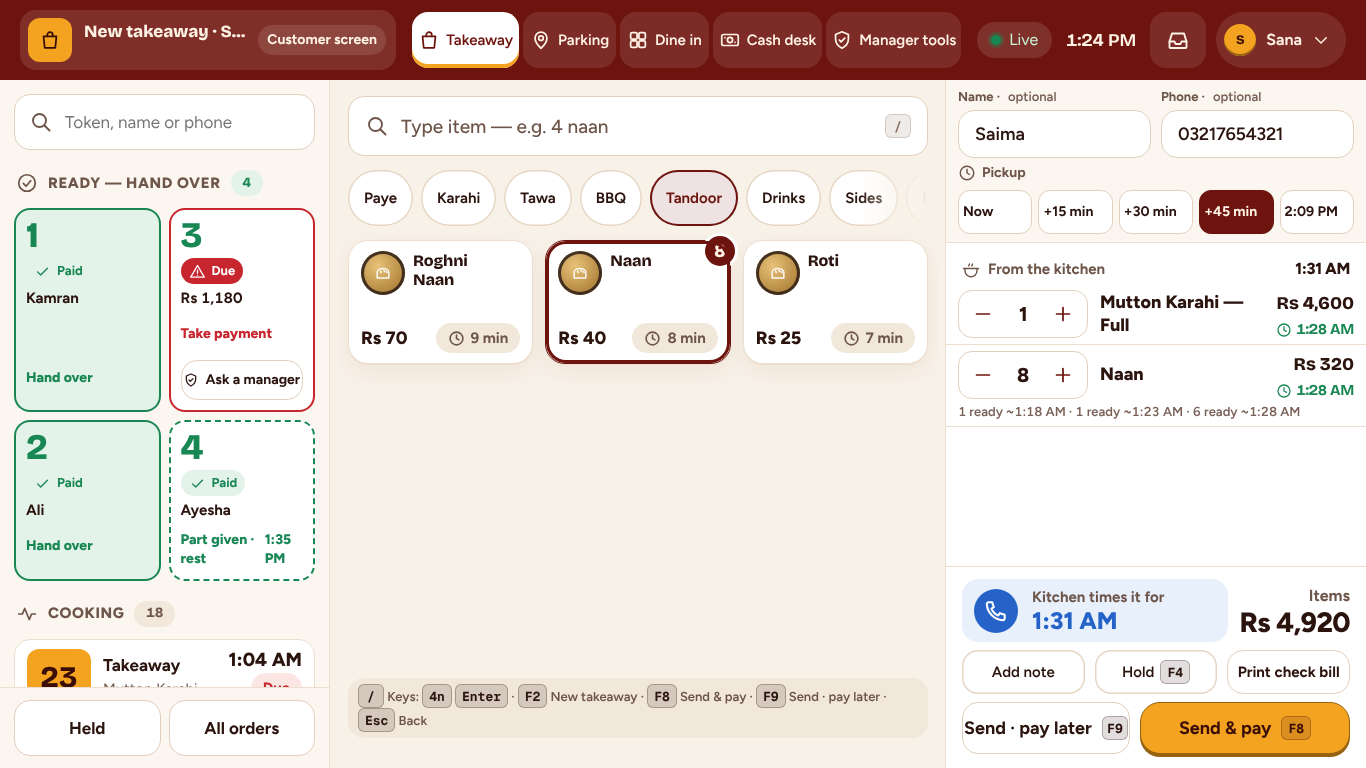 New takeaway · S...
Customer screen
Takeaway
Parking
Dine in
Cash desk
Manager tools
Live
1:24 PM
S
Sana
Token, name or phone
READY — HAND OVER 4
1
Paid
Kamran
Hand over
3
Due
Rs 1,180
Take payment
Ask a manager
2
Paid
Ali
Hand over
4
Paid
Ayesha
Part given · rest
1:35 PM
COOKING 18
23
Takeaway
1:04 AM
Mutton Karahi
Due
Held
All orders
Type item — e.g. 4 naan
/
Paye
Karahi
Tawa
BBQ
Tandoor
Drinks
Sides
Roghni Naan
Rs 70
9 min
8
Naan
Rs 40
8 min
Roti
Rs 25
7 min
/ Keys: 4n Enter · F2 New takeaway · F8 Send & pay · F9 Send · pay later ·
Esc Back
Name · optional
Saima
Phone · optional
03217654321
Pickup
Now
+15 min
+30 min
+45 min
2:09 PM
From the kitchen
1:31 AM
− 1 +
Mutton Karahi — Full
Rs 4,600
1:28 AM
− 8 +
Naan
Rs 320
1:28 AM
1 ready ~1:18 AM · 1 ready ~1:23 AM · 6 ready ~1:28 AM
Kitchen times it for
1:31 AM
Items
Rs 4,920
Add note
Hold F4
Print check bill
Send · pay later F9
Send & pay F8